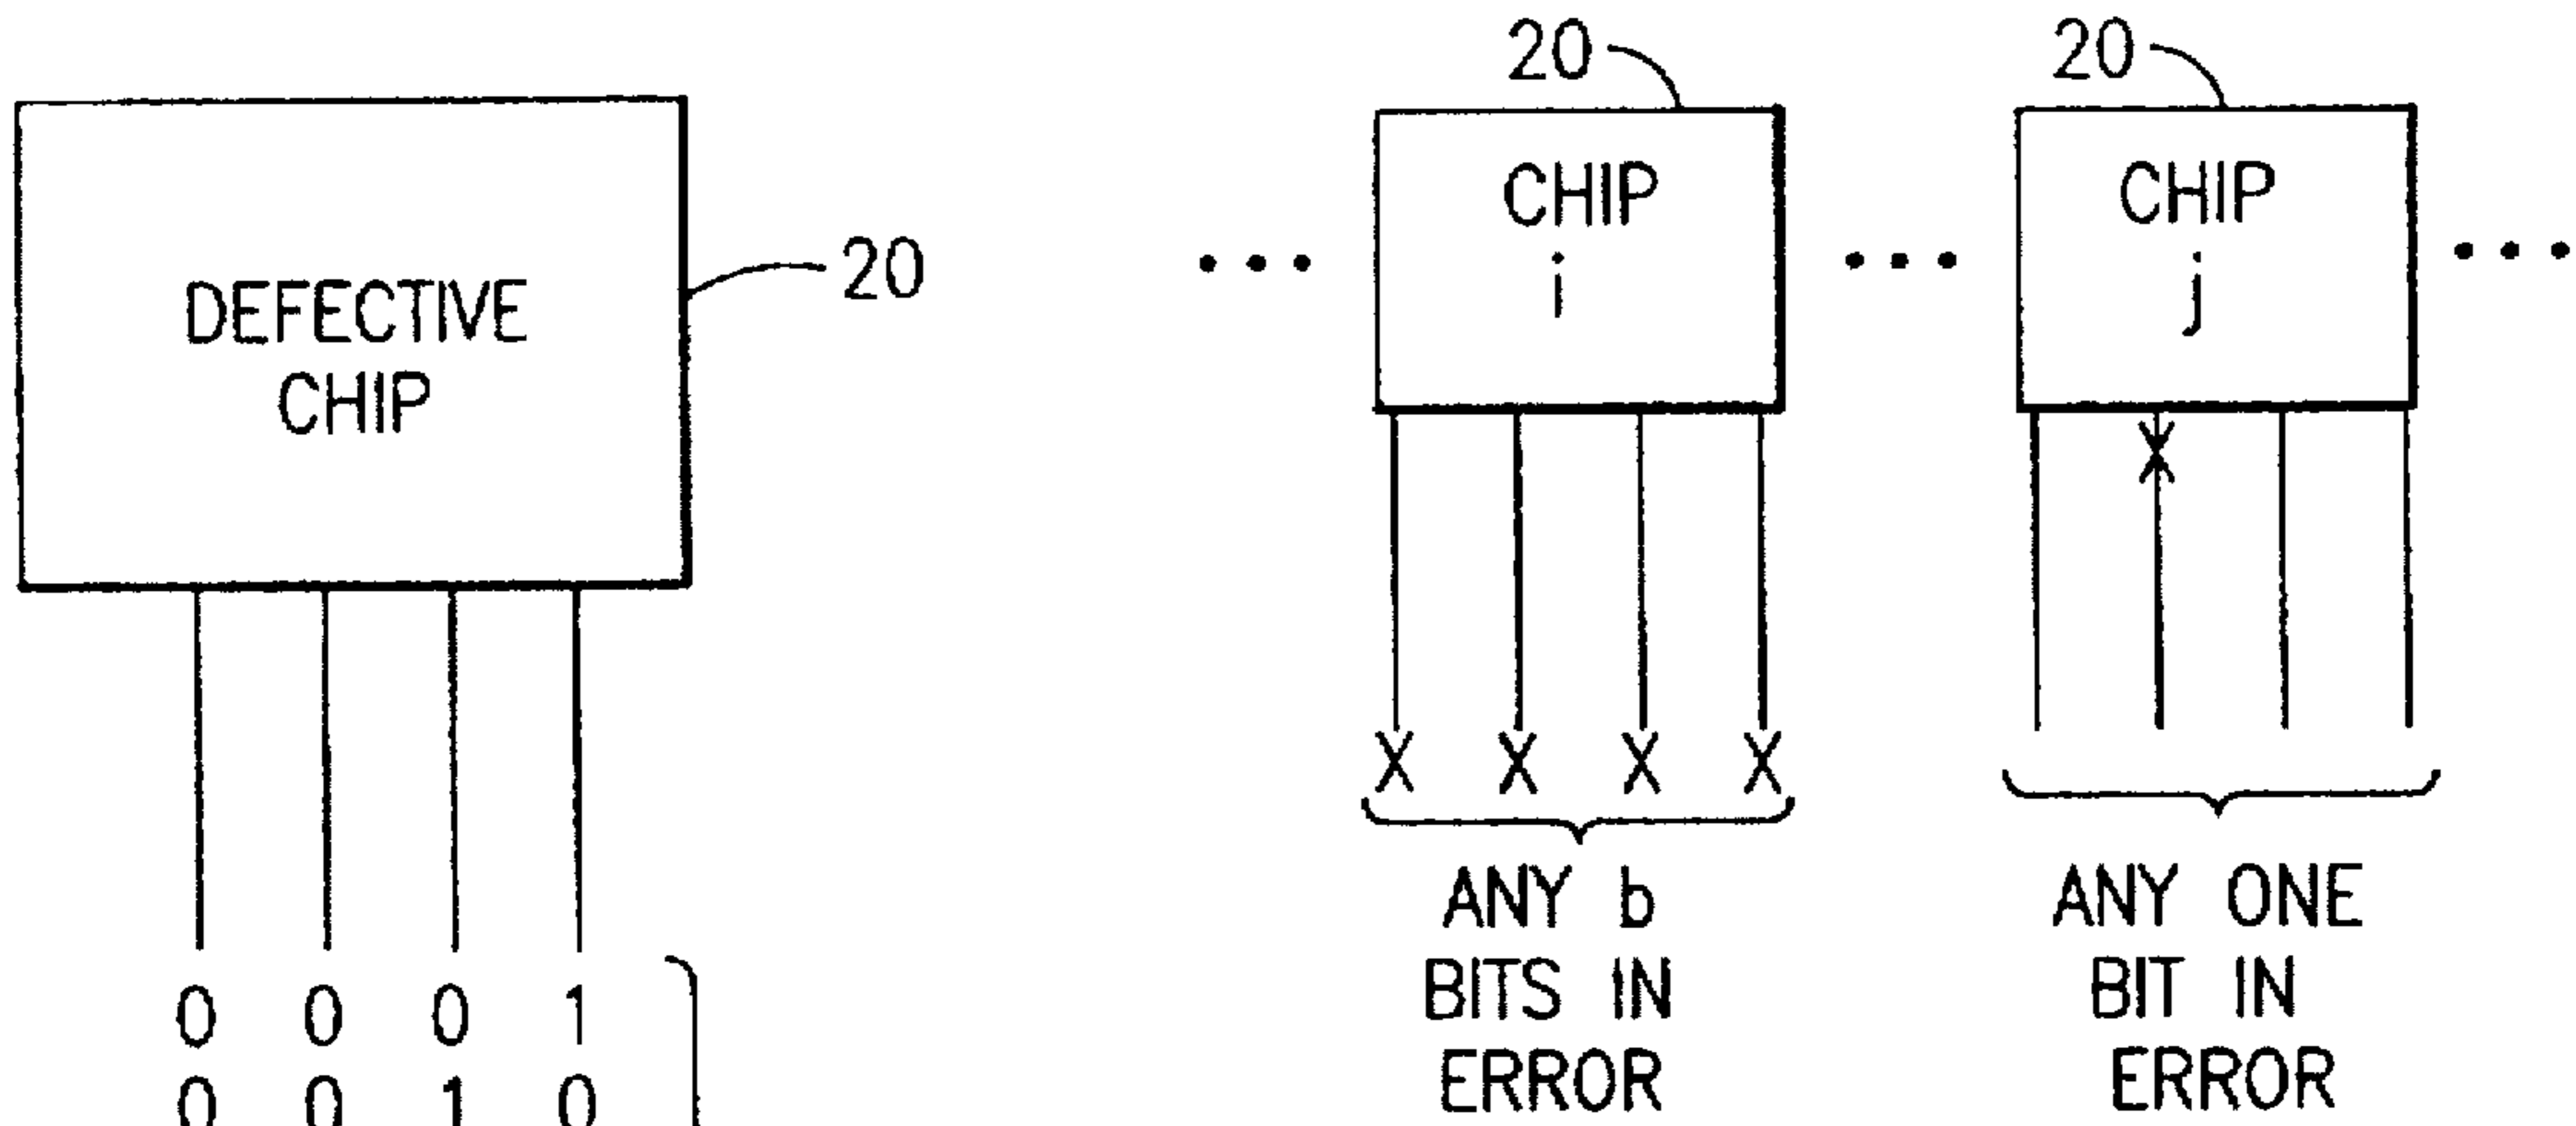 DEFECTIVE
CHIP
20
0 0 0 1
0 0 1 0
20
CHIP
i
X X X X
ANY b
BITS IN
ERROR
20
CHIP
j
X
ANY ONE
BIT IN
ERROR